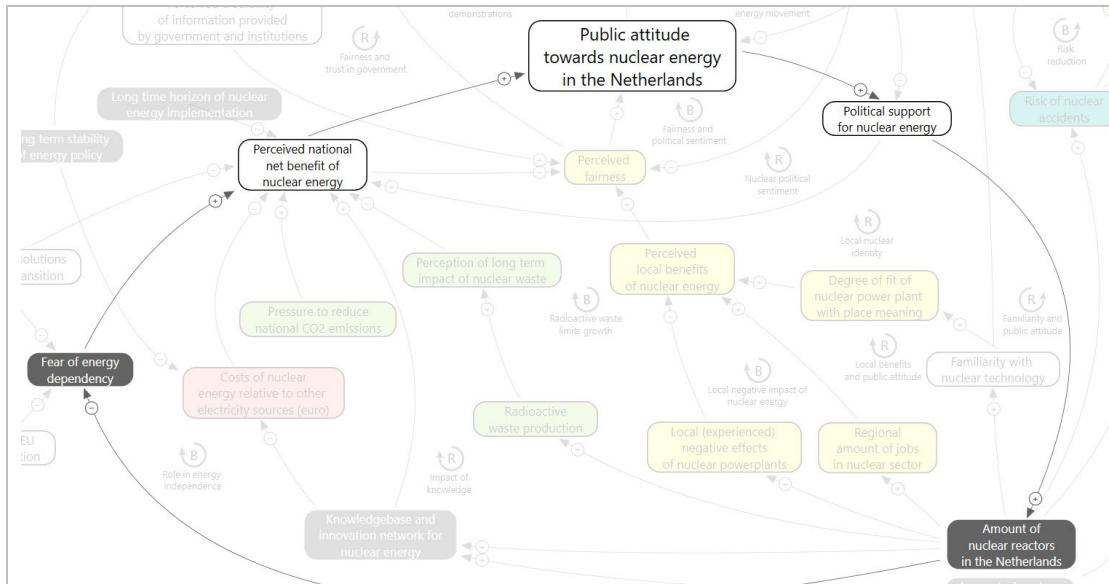 of information provided
by government and institutions
demonstrations
R
Fairness and
trust in government
Public attitude
towards nuclear energy
in the Netherlands
energy movement
B
Risk
reduction
Long time horizon of nuclear
energy implementation
term stability
of energy policy
Perceived national
net benefit of
nuclear energy
B
Fairness and
political sentiment
Perceived
fairness
Political support
for nuclear energy
Risk of nuclear
accidents
R
Nuclear political
sentiment
solutions
Perception of long term
impact of nuclear waste
Perceived
local benefits
of nuclear energy
R
Local nuclear
identity
Degree of fit of
nuclear power plant
with place meaning
Pressure to reduce
national CO2 emissions
B
Radioactive waste
limits growth
R
Familiarity and
public attitude
Fear of energy
dependency
Costs of nuclear
energy relative to other
electricity sources (euro)
R
Local benefits
and public attitude
Familiarity with
nuclear technology
B
Local negative impact of
nuclear energy
EU
Radioactive
waste production
Local (experienced)
negative effects
of nuclear powerplants
Regional
amount of jobs
in nuclear sector
B
Role in energy
independence
R
Impact of
knowledge
Knowledgebase and
innovation network for
nuclear energy
Amount of
nuclear reactors
in the Netherlands